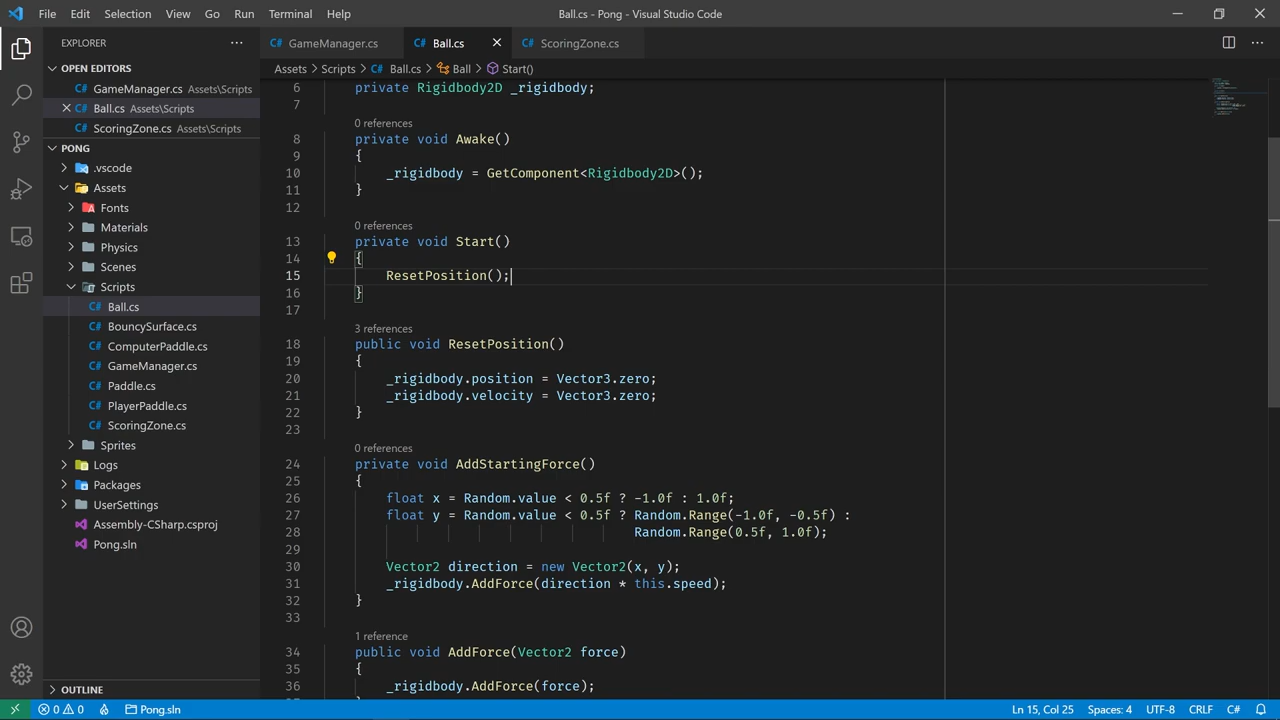 File Edit Selection View Go Run Terminal Help Ball.cs - Pong - Visual Studio Code
EXPLORER
GameManager.cs Ball.cs ScoringZone.cs
OPEN EDITORS
Assets > Scripts > Ball.cs > Ball > Start()
GameManager.cs Assets\Scripts
Ball.cs Assets\Scripts
ScoringZone.cs Assets\Scripts
PONG
.vscode
Assets
Fonts
Materials
Physics
Scenes
Scripts
Ball.cs
BouncySurface.cs
ComputerPaddle.cs
GameManager.cs
Paddle.cs
PlayerPaddle.cs
ScoringZone.cs
Sprites
Logs
Packages
UserSettings
Assembly-CSharp.csproj
Pong.sln
OUTLINE
6 private Rigidbody2D _rigidbody;
7
0 references
8 private void Awake()
9 {
10 _rigidbody = GetComponent<Rigidbody2D>();
11 }
12
0 references
13 private void Start()
14 {
15 ResetPosition();
16 }
17
3 references
18 public void ResetPosition()
19 {
20 _rigidbody.position = Vector3.zero;
21 _rigidbody.velocity = Vector3.zero;
22 }
23
0 references
24 private void AddStartingForce()
25 {
26 float x = Random.value < 0.5f ? -1.0f : 1.0f;
27 float y = Random.value < 0.5f ? Random.Range(-1.0f, -0.5f) :
28 Random.Range(0.5f, 1.0f);
29
30 Vector2 direction = new Vector2(x, y);
31 _rigidbody.AddForce(direction * this.speed);
32 }
33
1 reference
34 public void AddForce(Vector2 force)
35 {
36 _rigidbody.AddForce(force);
0 0 Pong.sln Ln 15, Col 25 Spaces: 4 UTF-8 CRLF C#